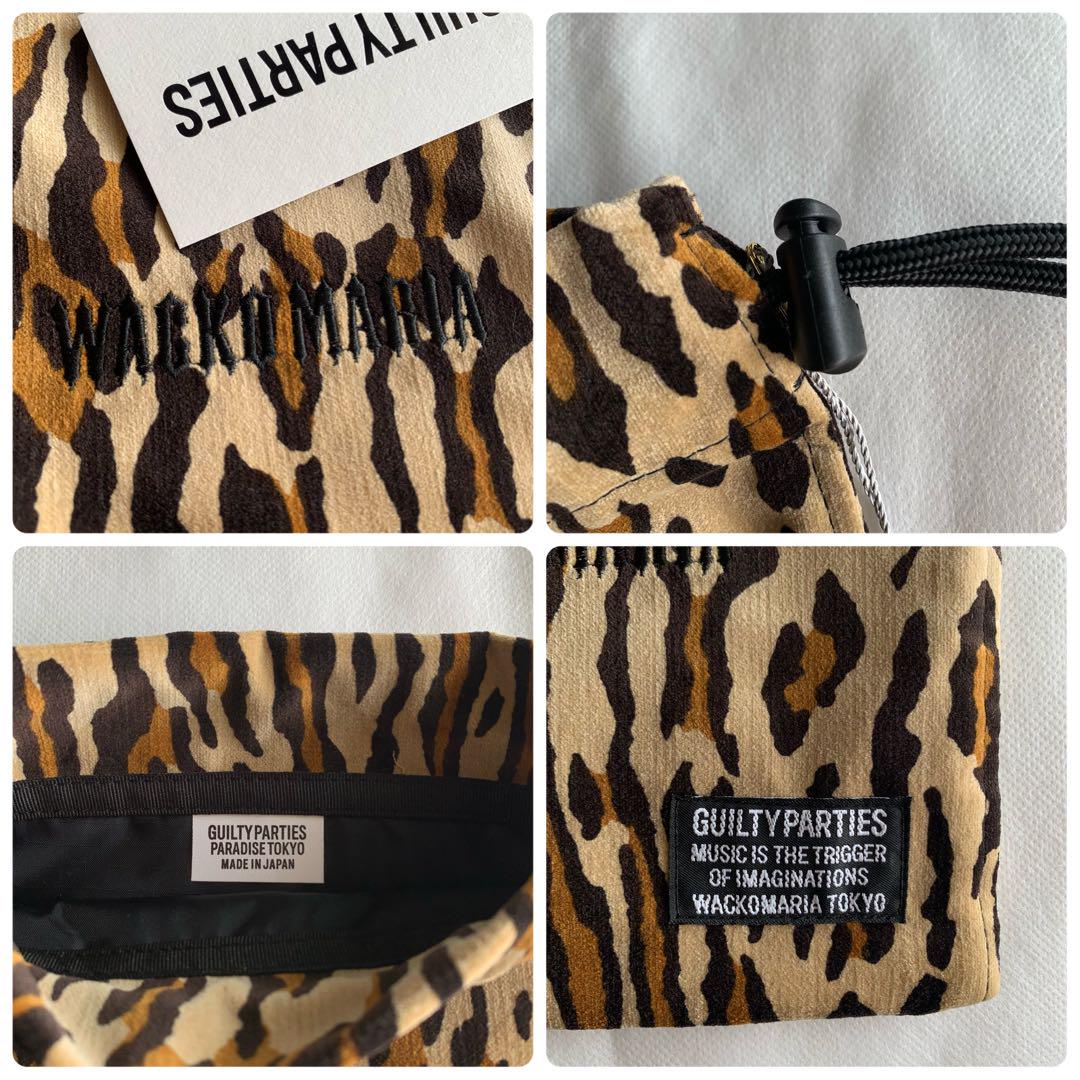 GUILTY PARTIES
WACKO MARIA
GUILTY PARTIES
PARADISE TOKYO
MADE IN JAPAN
GUILTY PARTIES
MUSIC IS THE TRIGGER
OF IMAGINATIONS
WACKOMARIA TOKYO